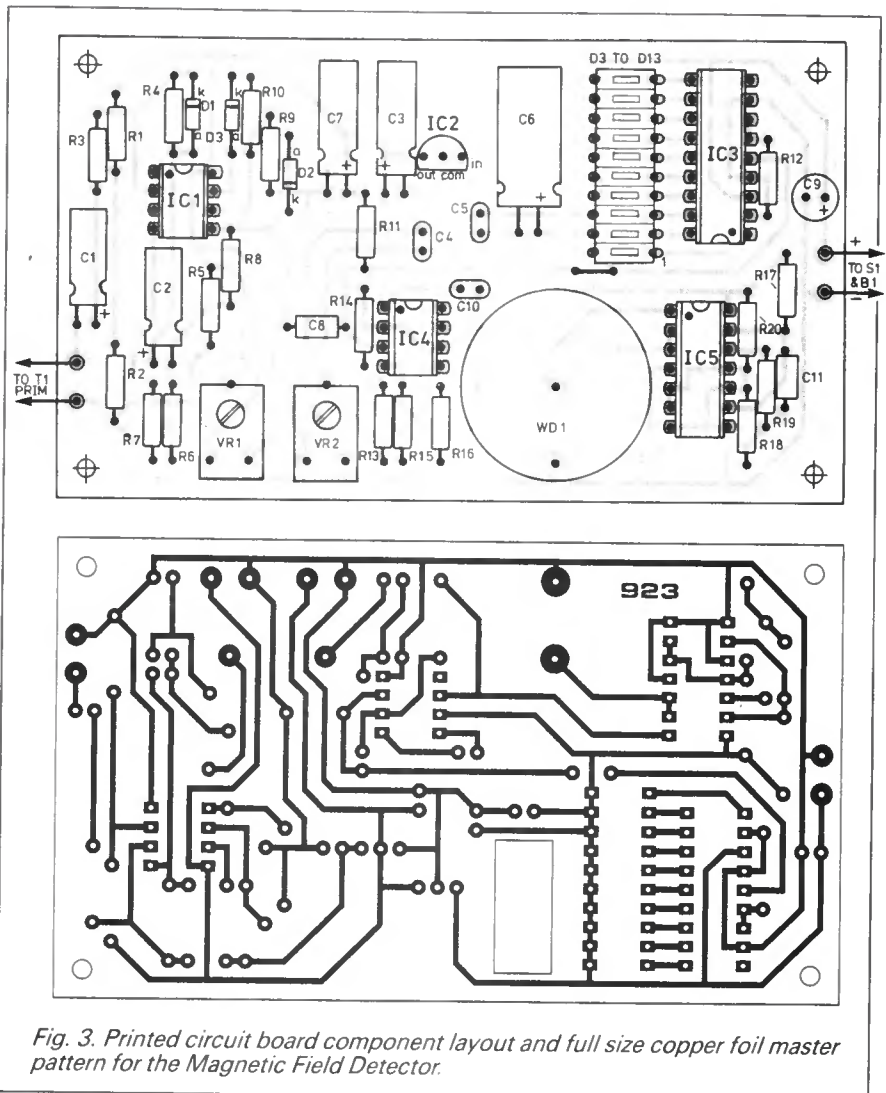 D3 TO D13
R4
k
D1
a
k
D3
a
R10
R9
a
D2
k
C7
+
C3
+
IC2
out com
in
C6
+
IC3
R12
C9
+
R3
R1
IC1
R11
C4
C5
1
C1
+
C2
+
R5
R8
C8
R14
C10
IC4
R17
+
TO S1
&B1
−
R20
IC5
C11
R19
R18
TO T1
PRIM
R2
R7
R6
VR1
VR2
R13
R15
R16
WD1
923
Fig. 3. Printed circuit board component layout and full size copper foil master
pattern for the Magnetic Field Detector.